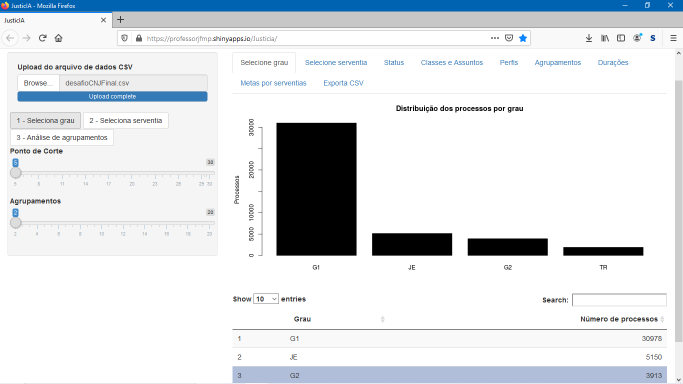 JusticIA - Mozilla Firefox
JusticIA
https://professorjfmp.shinyapps.io/Justicia/
Upload do arquivo de dados CSV
Browse... desafioCNJFinal.csv
Upload complete
1 - Seleciona grau
2 - Seleciona serventia
3 - Análise de agrupamentos
Ponto de Corte
5 30
5 8 11 14 17 20 23 26 29 30
Agrupamentos
2 20
2 4 6 8 10 12 14 16 18 20
Selecione grau Selecione serventia Status Classes e Assuntos Perfis Agrupamentos Durações
Metas por serventias Exporta CSV
Distribuição dos processos por grau
Processos
30000
20000
10000
5000
0
G1 JE G2 TR
Show 10 entries
Search:
Grau Número de processos
1 G1 30978
2 JE 5150
3 G2 3913